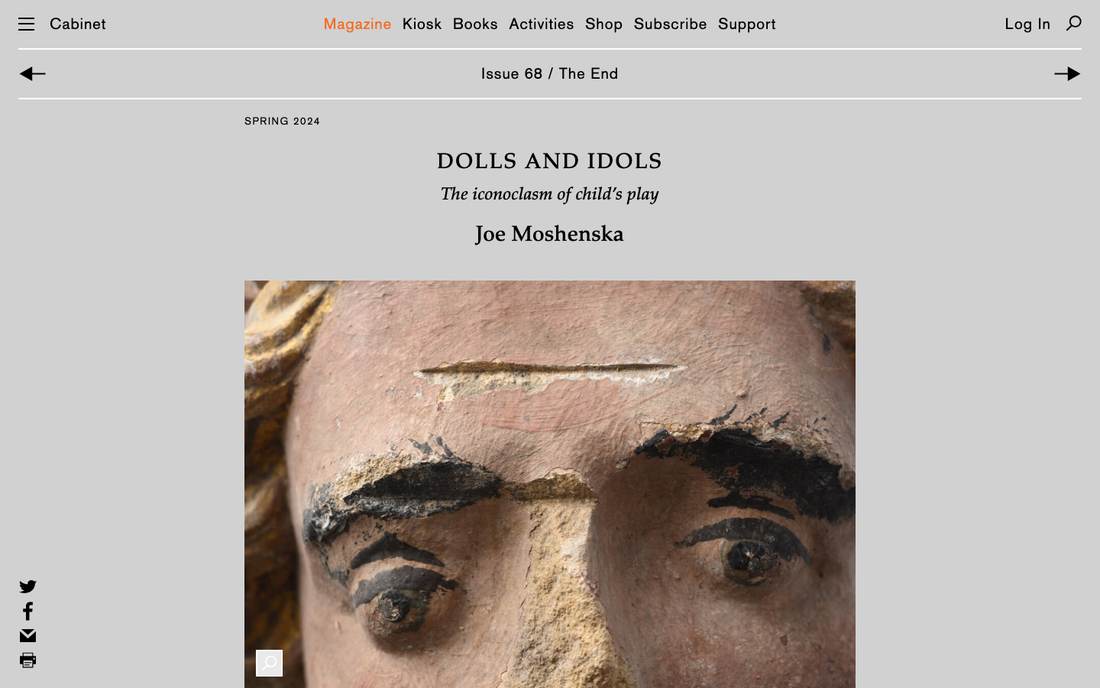 Cabinet
Magazine Kiosk Books Activities Shop Subscribe Support
Log In
Issue 68 / The End
SPRING 2024
DOLLS AND IDOLS
The iconoclasm of child’s play
Joe Moshenska